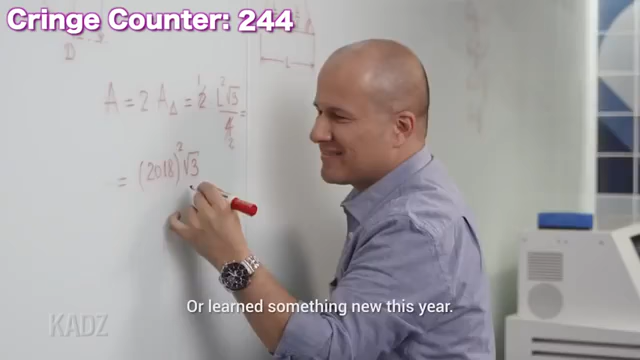 Cringe Counter: 244
D
L
A = 2 A△ = 2 L²√3 / 4 =
1
2
= (2018)²√3
Or learned something new this year.
KADZ